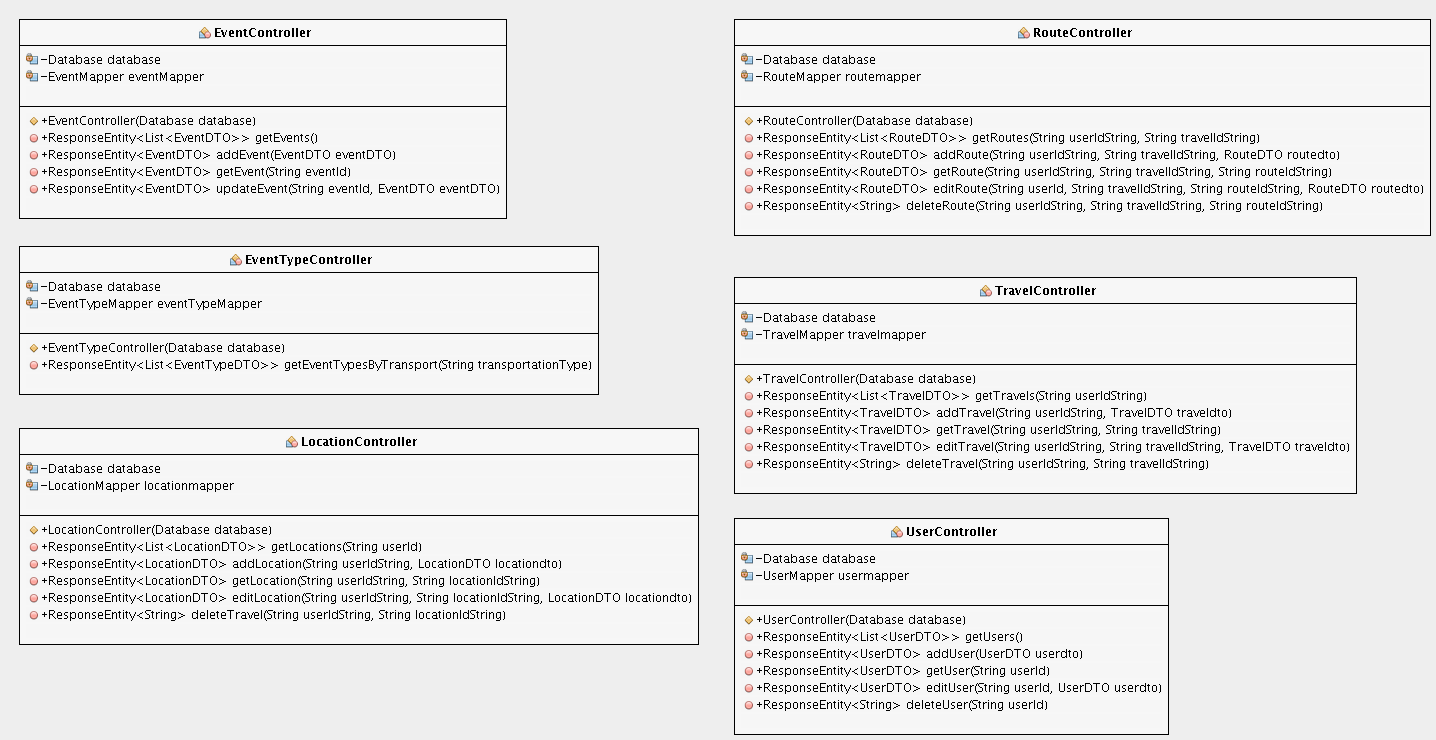 EventController
-Database database
-EventMapper eventMapper
+EventController(Database database)
+ResponseEntity<List<EventDTO>> getEvents()
+ResponseEntity<EventDTO> addEvent(EventDTO eventDTO)
+ResponseEntity<EventDTO> getEvent(String eventId)
+ResponseEntity<EventDTO> updateEvent(String eventId, EventDTO eventDTO)
EventTypeController
-Database database
-EventTypeMapper eventTypeMapper
+EventTypeController(Database database)
+ResponseEntity<List<EventTypeDTO>> getEventTypesByTransport(String transportationType)
LocationController
-Database database
-LocationMapper locationmapper
+LocationController(Database database)
+ResponseEntity<List<LocationDTO>> getLocations(String userId)
+ResponseEntity<LocationDTO> addLocation(String userIdString, LocationDTO locationdto)
+ResponseEntity<LocationDTO> getLocation(String userIdString, String locationIdString)
+ResponseEntity<LocationDTO> editLocation(String userIdString, String locationIdString, LocationDTO locationdto)
+ResponseEntity<String> deleteTravel(String userIdString, String locationIdString)
RouteController
-Database database
-RouteMapper routemapper
+RouteController(Database database)
+ResponseEntity<List<RouteDTO>> getRoutes(String userIdString, String travelIdString)
+ResponseEntity<RouteDTO> addRoute(String userIdString, String travelIdString, RouteDTO routedto)
+ResponseEntity<RouteDTO> getRoute(String userIdString, String travelIdString, String routeIdString)
+ResponseEntity<RouteDTO> editRoute(String userId, String travelIdString, String routeIdString, RouteDTO routedto)
+ResponseEntity<String> deleteRoute(String userIdString, String travelIdString, String routeIdString)
TravelController
-Database database
-TravelMapper travelmapper
+TravelController(Database database)
+ResponseEntity<List<TravelDTO>> getTravels(String userIdString)
+ResponseEntity<TravelDTO> addTravel(String userIdString, TravelDTO traveldto)
+ResponseEntity<TravelDTO> getTravel(String userIdString, String travelIdString)
+ResponseEntity<TravelDTO> editTravel(String userIdString, String travelIdString, TravelDTO traveldto)
+ResponseEntity<String> deleteTravel(String userIdString, String travelIdString)
UserController
-Database database
-UserMapper usermapper
+UserController(Database database)
+ResponseEntity<List<UserDTO>> getUsers()
+ResponseEntity<UserDTO> addUser(UserDTO userdto)
+ResponseEntity<UserDTO> getUser(String userId)
+ResponseEntity<UserDTO> editUser(String userId, UserDTO userdto)
+ResponseEntity<String> deleteUser(String userId)